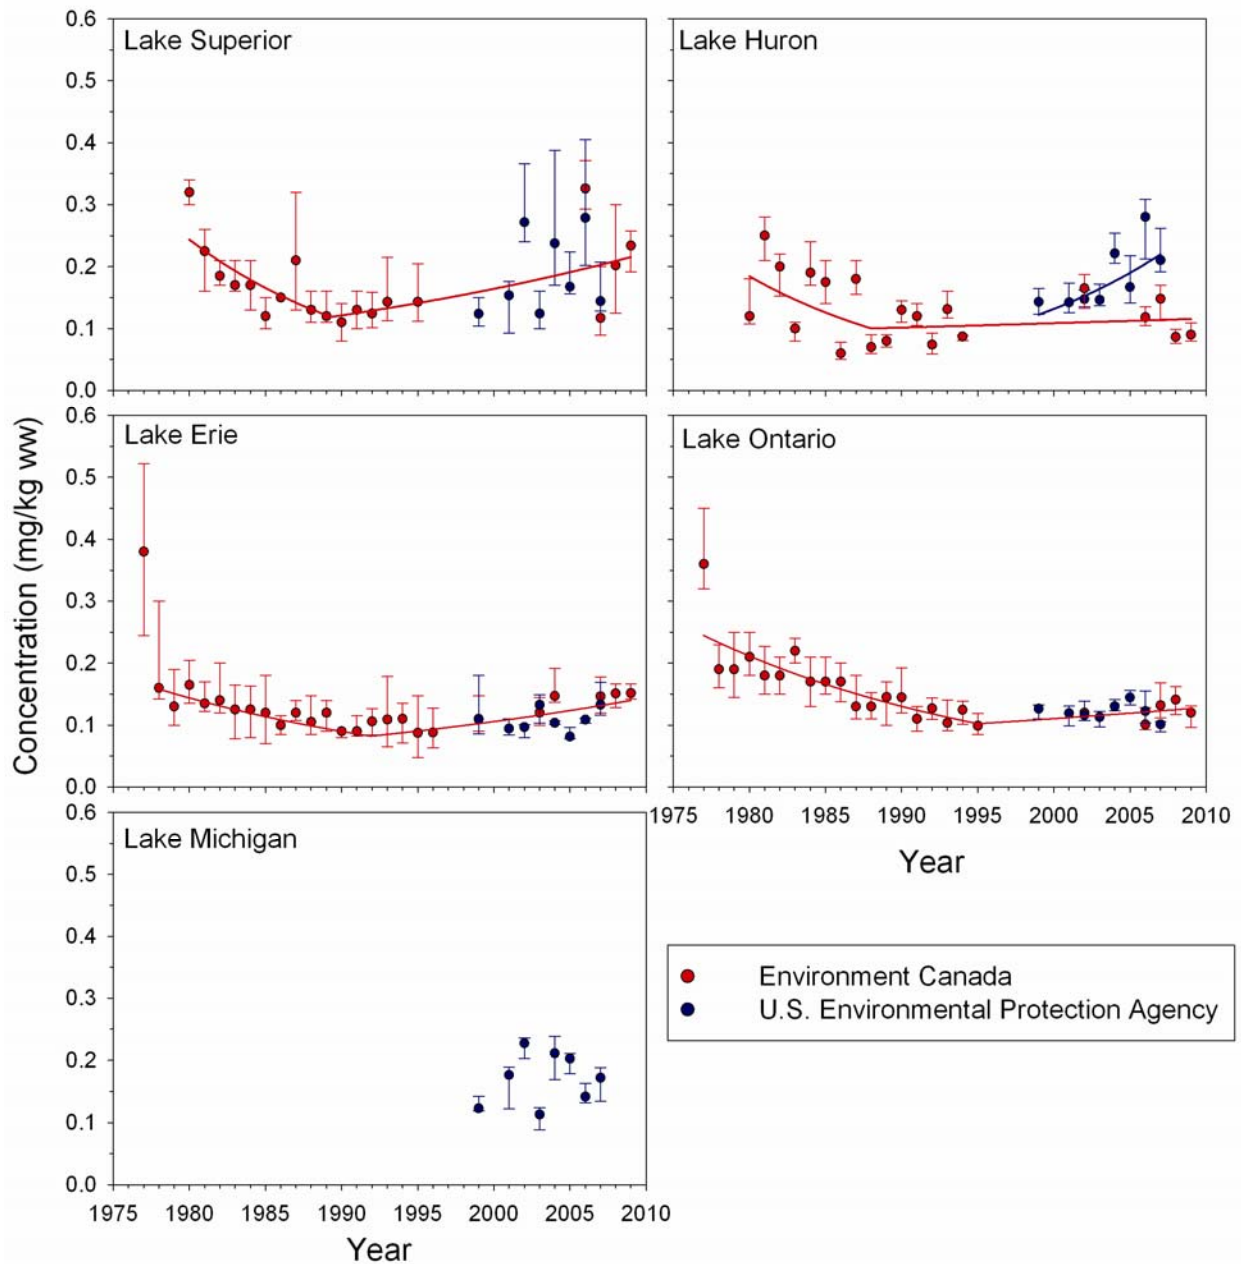 0.6
0.5
0.4
0.3
0.2
0.1
0.0
Lake Superior
Lake Huron
0.6
0.5
0.4
0.3
0.2
0.1
0.0
Lake Erie
Lake Ontario
Concentration (mg/kg ww)
1975 1980 1985 1990 1995 2000 2005 2010
Year
0.6
0.5
0.4
0.3
0.2
0.1
0.0
Lake Michigan
1975 1980 1985 1990 1995 2000 2005 2010
Year
Environment Canada
U.S. Environmental Protection Agency